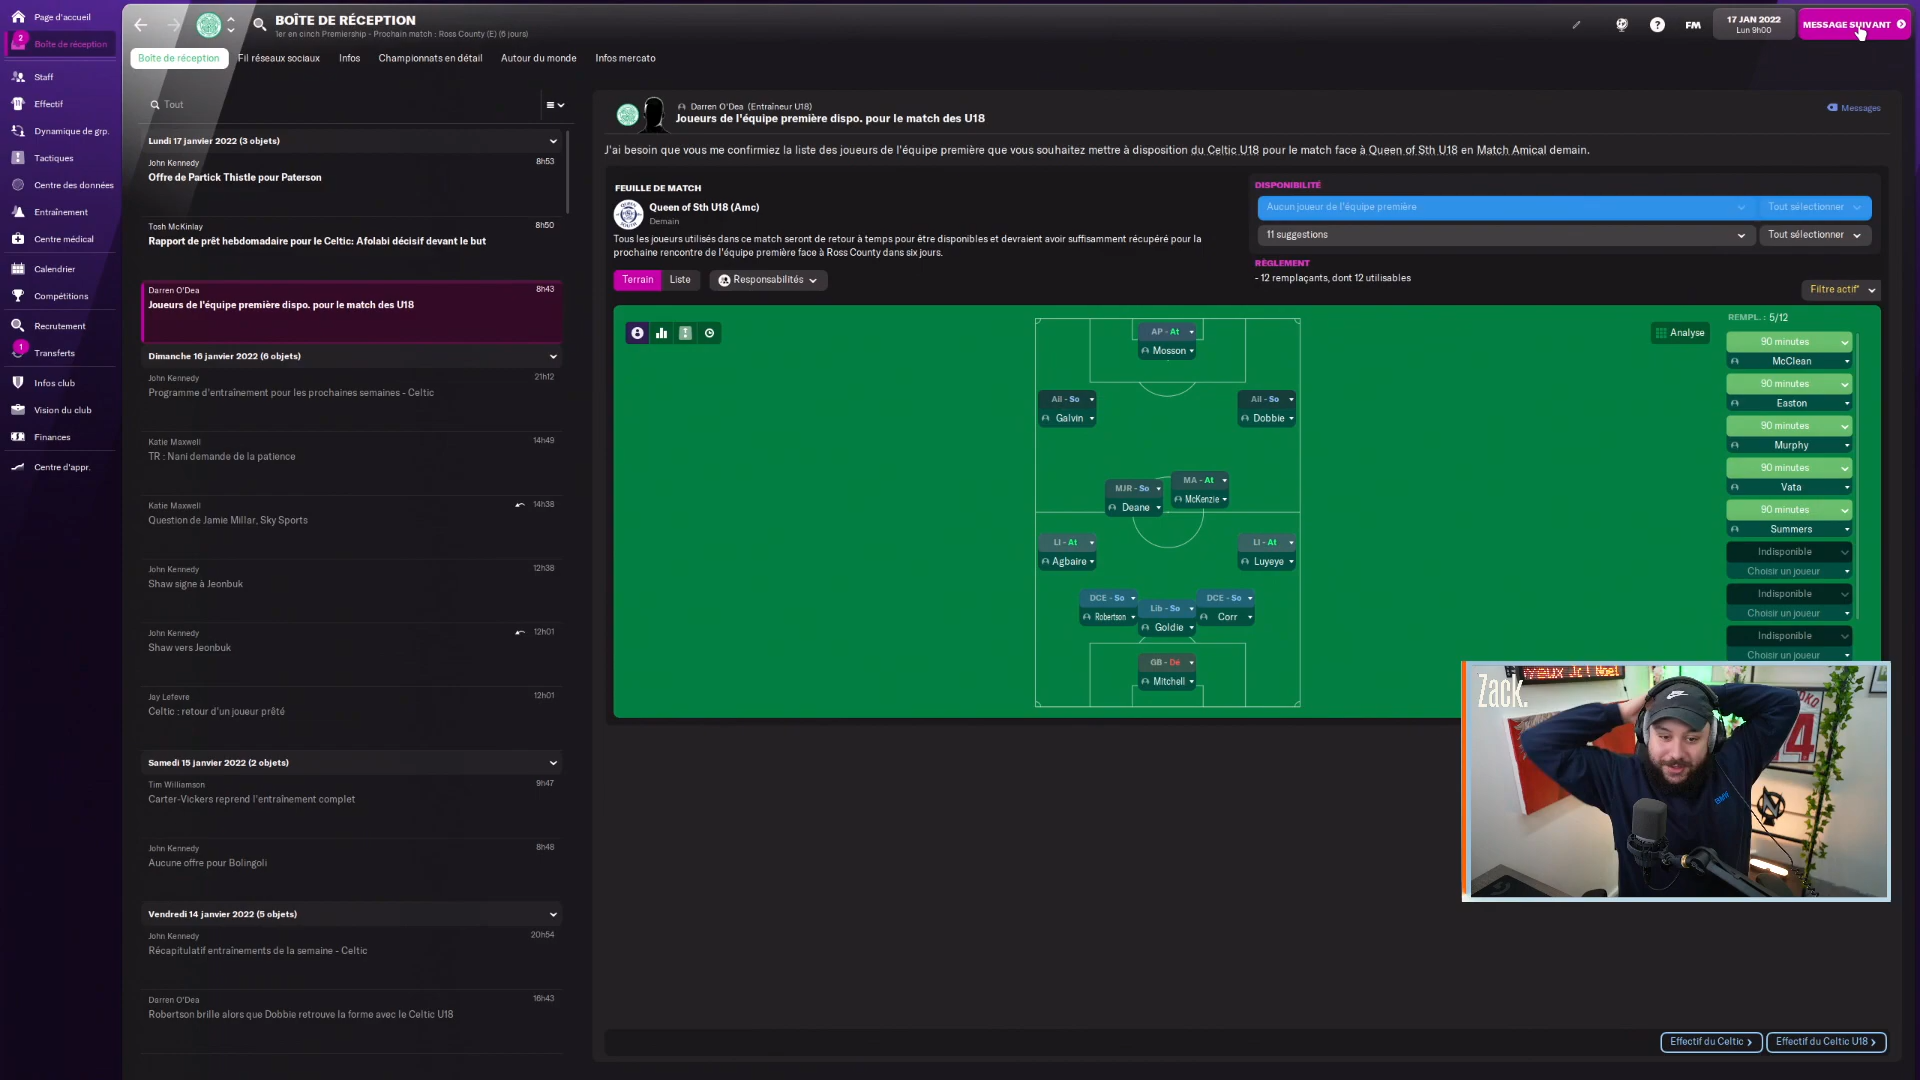 Page d'accueil
2
Boîte de réception
Staff
Effectif
Dynamique de grp.
Tactiques
Centre des données
Entraînement
Centre médical
Calendrier
Compétitions
Recrutement
1
Transferts
Infos club
Vision du club
Finances
Centre d'appr.
BOÎTE DE RÉCEPTION
1er en cinch Premiership - Prochain match : Ross County (E) (6 jours)
?
FM
17 JAN 2022
Lun 9h00
MESSAGE SUIVANT
Boîte de réception
Fil réseaux sociaux
Infos
Championnats en détail
Autour du monde
Infos mercato
Tout
Lundi 17 janvier 2022 (3 objets)
John Kennedy 8h53
Offre de Partick Thistle pour Paterson
Tosh McKinlay 8h50
Rapport de prêt hebdomadaire pour le Celtic: Afolabi décisif devant le but
Darren O'Dea 8h43
Joueurs de l'équipe première dispo. pour le match des U18
Dimanche 16 janvier 2022 (6 objets)
John Kennedy 21h12
Programme d'entraînement pour les prochaines semaines - Celtic
Katie Maxwell 14h49
TR : Nani demande de la patience
Katie Maxwell 14h38
Question de Jamie Millar, Sky Sports
John Kennedy 12h38
Shaw signe à Jeonbuk
John Kennedy 12h01
Shaw vers Jeonbuk
Jay Lefevre 12h01
Celtic : retour d'un joueur prêté
Samedi 15 janvier 2022 (2 objets)
Tim Williamson 9h47
Carter-Vickers reprend l'entraînement complet
John Kennedy 8h48
Aucune offre pour Bolingoli
Vendredi 14 janvier 2022 (5 objets)
John Kennedy 20h54
Récapitulatif entraînements de la semaine - Celtic
Darren O'Dea 16h43
Robertson brille alors que Dobbie retrouve la forme avec le Celtic U18
Darren O'Dea (Entraîneur U18)
Joueurs de l'équipe première dispo. pour le match des U18
Messages
J'ai besoin que vous me confirmiez la liste des joueurs de l'équipe première que vous souhaitez mettre à disposition du Celtic U18 pour le match face à Queen of Sth U18 en Match Amical demain.
FEUILLE DE MATCH
Queen of Sth U18 (Amc)
Demain
Tous les joueurs utilisés dans ce match seront de retour à temps pour être disponibles et devraient avoir suffisamment récupéré pour la
prochaine rencontre de l'équipe première face à Ross County dans six jours.
DISPONIBILITÉ
Aucun joueur de l'équipe première
Tout sélectionner
11 suggestions
Tout sélectionner
RÈGLEMENT
- 12 remplaçants, dont 12 utilisables
Terrain
Liste
Responsabilités
Filtre actif*
Analyse
AP - At
Mosson
Ail - So
Galvin
Ail - So
Dobbie
MJR - So
Deane
MA - At
McKenzie
LI - At
Agbaire
LI - At
Luyeye
DCE - So
Robertson
Lib - So
Goldie
DCE - So
Corr
GB - Dé
Mitchell
REMPL. : 5/12
90 minutes
McClean
90 minutes
Easton
90 minutes
Murphy
90 minutes
Vata
90 minutes
Summers
Indisponible
Choisir un joueur
Indisponible
Choisir un joueur
Indisponible
Choisir un joueur
Zack.
Effectif du Celtic
Effectif du Celtic U18